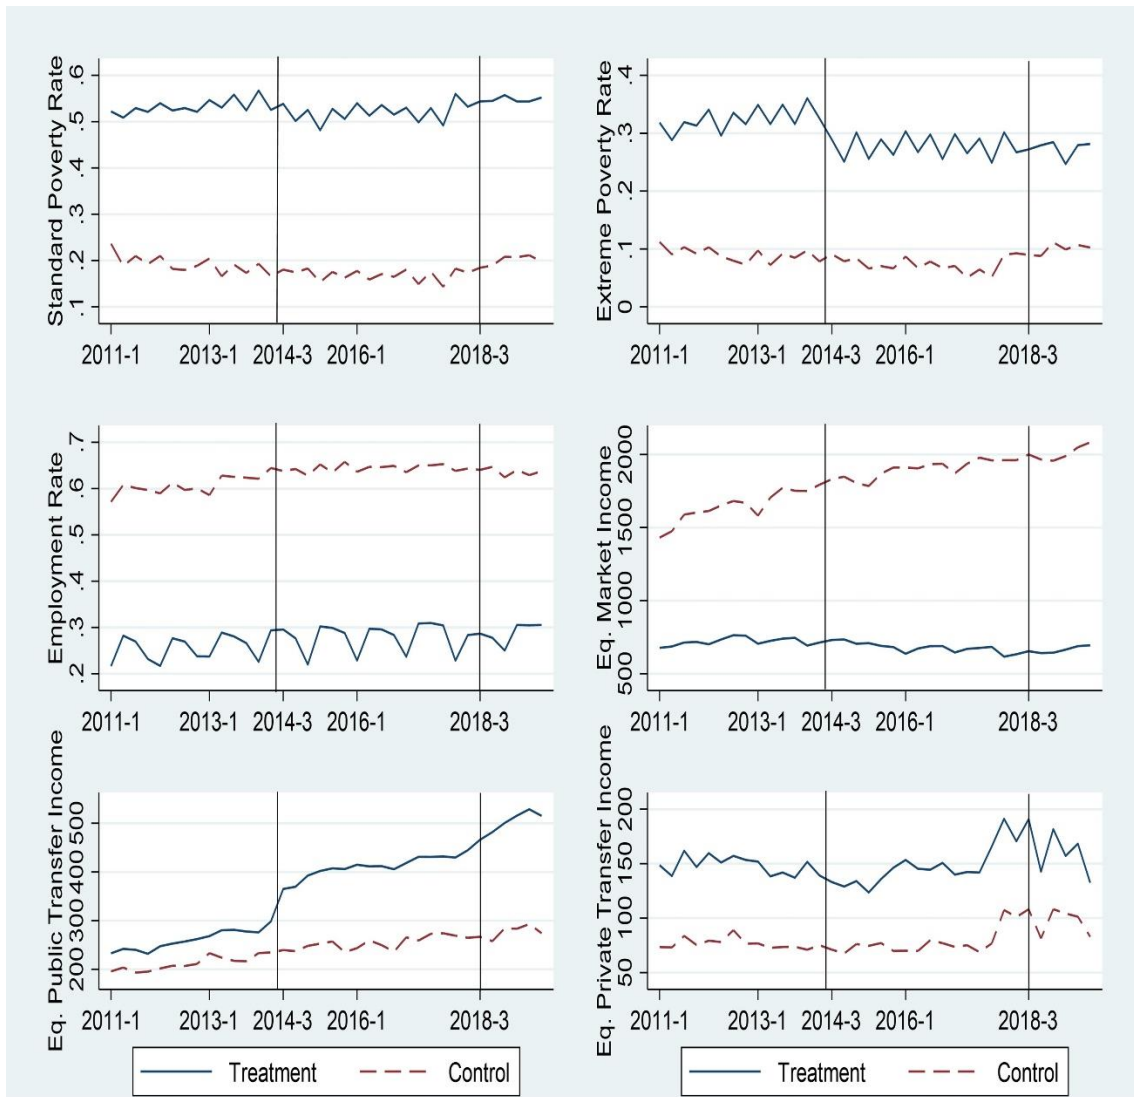 Standard Poverty Rate
.6
.5
.4
.3
.2
.1
2011-1 2013-1 2014-3 2016-1 2018-3
Extreme Poverty Rate
.4
.3
.2
.1
0
2011-1 2013-1 2014-3 2016-1 2018-3
Employment Rate
.7
.6
.5
.4
.3
.2
2011-1 2013-1 2014-3 2016-1 2018-3
Eq. Market Income
2000
1500
1000
500
2011-1 2013-1 2014-3 2016-1 2018-3
Eq. Public Transfer Income
500
400
300
200
2011-1 2013-1 2014-3 2016-1 2018-3
Eq. Private Transfer Income
200
150
100
50
2011-1 2013-1 2014-3 2016-1 2018-3
Treatment Control
Treatment Control